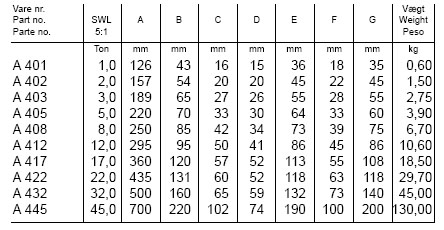 Vare nr. Vægt
Part no. SWL A B C D E F G Weight
Parte no. 5:1 Peso
Ton mm mm mm mm mm mm mm kg
A 401 1,0 126 43 16 15 36 18 35 0,60
A 402 2,0 157 54 20 20 45 22 45 1,50
A 403 3,0 189 65 27 26 55 28 55 2,75
A 405 5,0 220 70 33 30 64 33 60 3,90
A 408 8,0 250 85 42 34 73 39 75 6,70
A 412 12,0 295 95 50 41 86 45 86 10,60
A 417 17,0 360 120 57 52 113 55 108 18,50
A 422 22,0 435 131 60 52 118 63 118 29,70
A 432 32,0 500 160 65 59 132 73 140 45,00
A 445 45,0 700 220 102 74 190 100 200 130,00